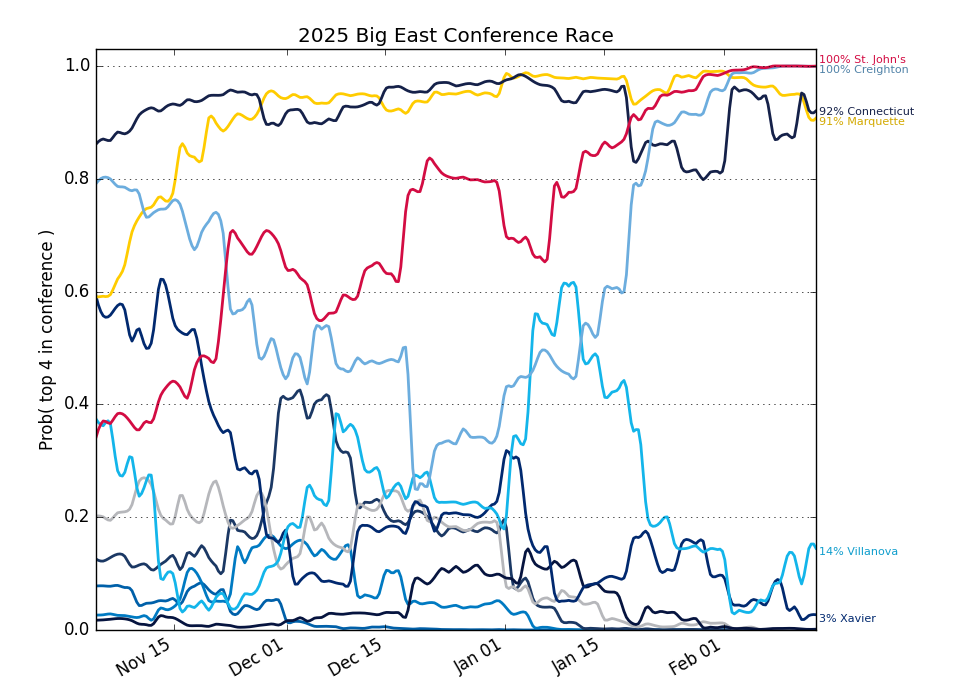 2025 Big East Conference Race
Prob( top 4 in conference )
1.0
0.8
0.6
0.4
0.2
0.0
Nov 15
Dec 01
Dec 15
Jan 01
Jan 15
Feb 01
100% St. John's
100% Creighton
92% Connecticut
91% Marquette
14% Villanova
3% Xavier